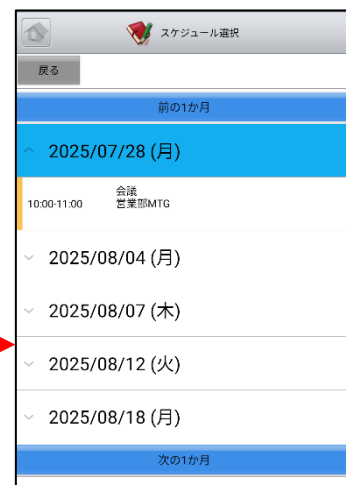 スケジュール選択
戻る
前の1か月
2025/07/28 (月)
会議
10:00-11:00 営業部MTG
2025/08/04 (月)
2025/08/07 (木)
2025/08/12 (火)
2025/08/18 (月)
次の1か月